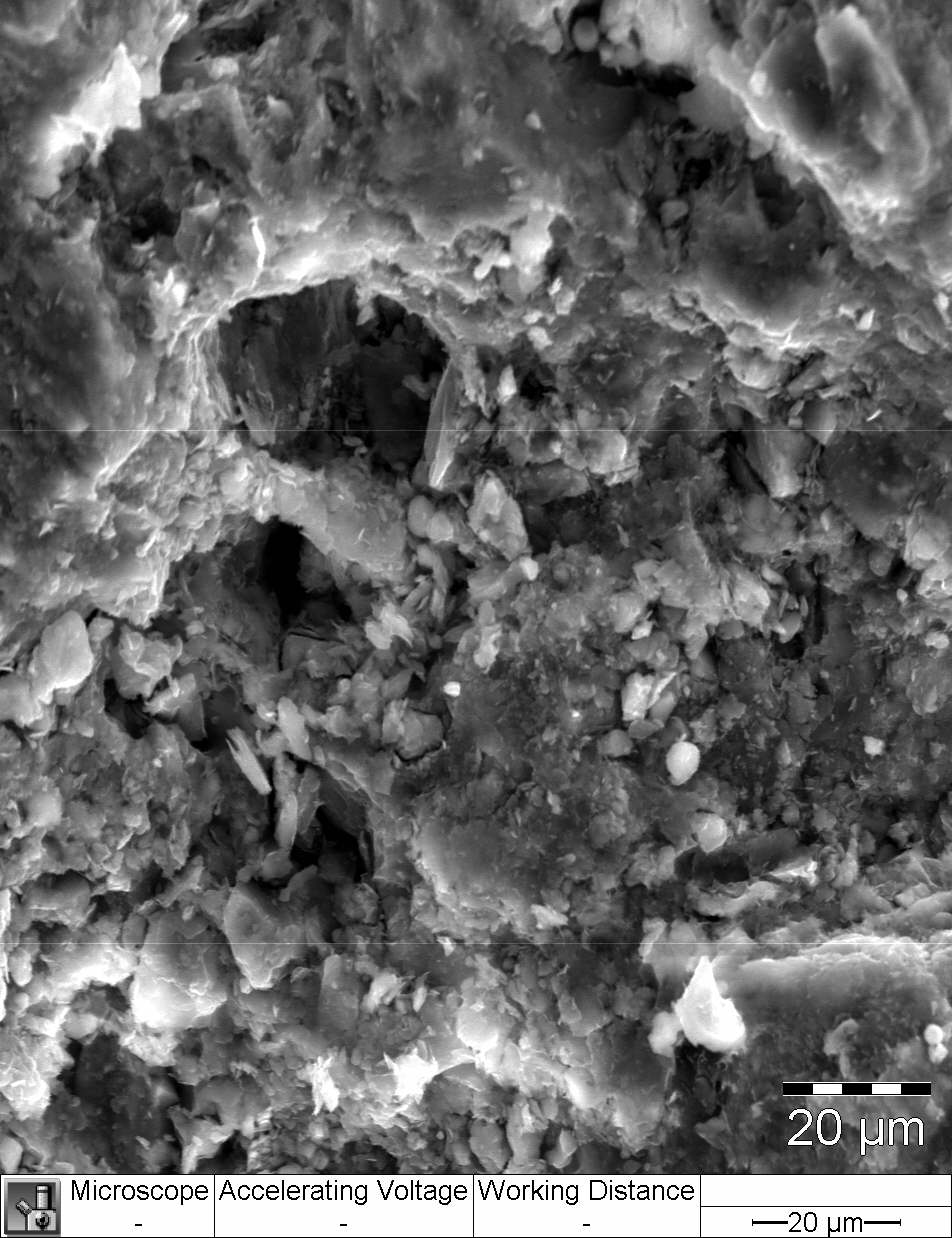 20 µm
Microscope Accelerating Voltage Working Distance
- - -
20 µm